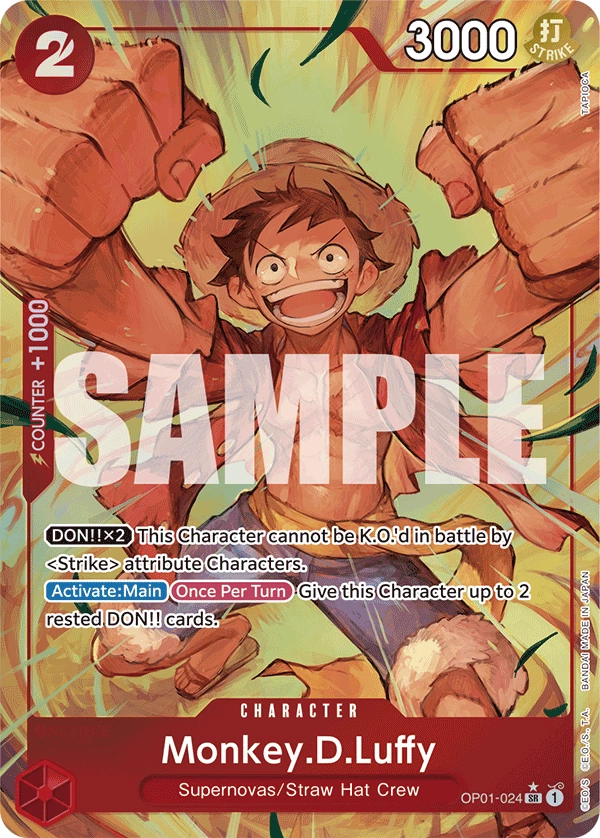 2
3000
打
STRIKE
TAPIOCA
COUNTER +1000
SAMPLE
DON!!×2 This Character cannot be K.O.'d in battle by
<Strike> attribute Characters.
Activate:Main Once Per Turn Give this Character up to 2
rested DON!! cards.
CHARACTER
Monkey.D.Luffy
Supernovas/Straw Hat Crew
OP01-024 SR 1
©E.O/S ©E.O./S., T.A. BANDAI MADE IN JAPAN